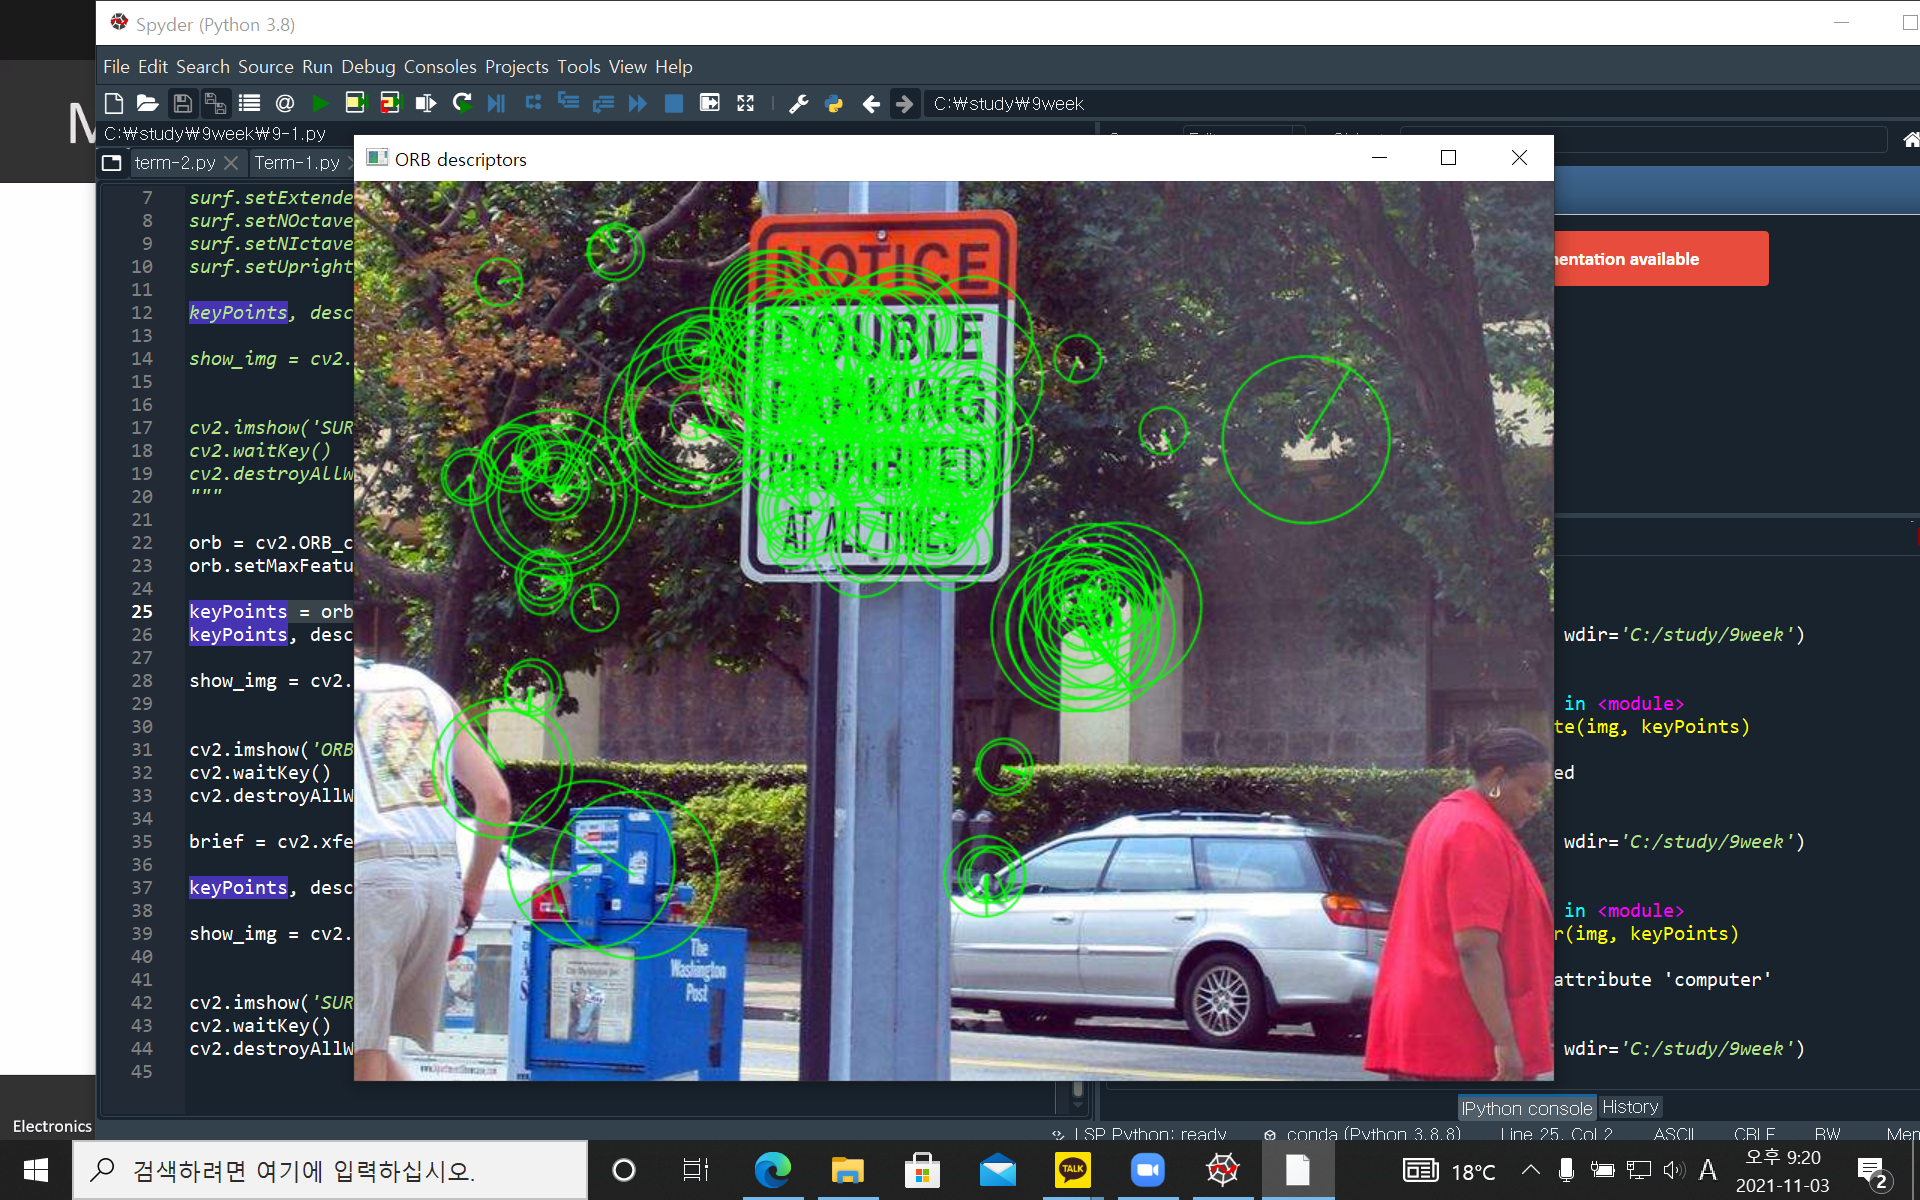 Spyder (Python 3.8)
File Edit Search Source Run Debug Consoles Projects Tools View Help
C:₩study₩9week
C:₩study₩9week₩9-1.py
term-2.py
Term-1.py
ORB descriptors
7 surf.setExtende
8 surf.setNOctave
9 surf.setNIctave
10 surf.setUpright
11
12 keyPoints, desc
13
14 show_img = cv2.
15
16
17 cv2.imshow('SUR
18 cv2.waitKey()
19 cv2.destroyAllW
20 """
21
22 orb = cv2.ORB_c
23 orb.setMaxFeatu
24
25 keyPoints = orb
26 keyPoints, desc
27
28 show_img = cv2.
29
30
31 cv2.imshow('ORB
32 cv2.waitKey()
33 cv2.destroyAllW
34
35 brief = cv2.xfe
36
37 keyPoints, desc
38
39 show_img = cv2.
40
41
42 cv2.imshow('SUR
43 cv2.waitKey()
44 cv2.destroyAllW
45
NOTICE
PARKING
The
Washington
Post
mentation available
wdir='C:/study/9week')
in <module>
te(img, keyPoints)
ed
wdir='C:/study/9week')
in <module>
r(img, keyPoints)
attribute 'computer'
wdir='C:/study/9week')
IPython console History
LSP Python: ready conda (Python 3.8.8) Line 25, Col 2 ASCII CRLF RW Mem
Electronics
검색하려면 여기에 입력하십시오.
TALK
18°C
A
오후 9:20
2021-11-03
2